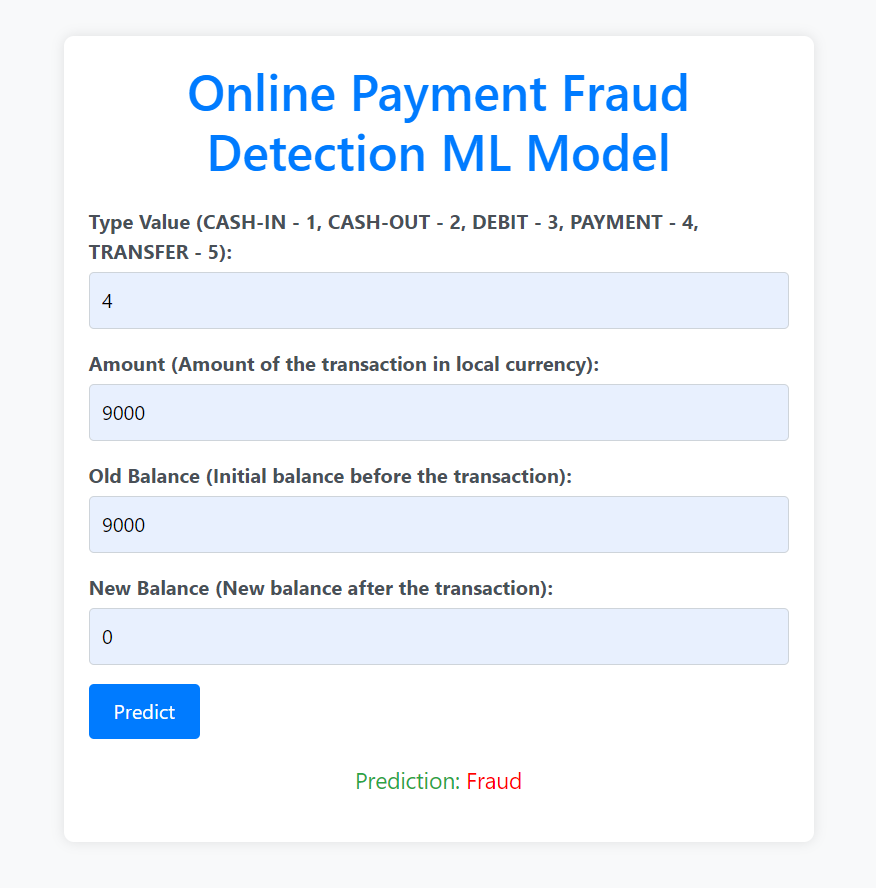 Online Payment Fraud
Detection ML Model
Type Value (CASH-IN - 1, CASH-OUT - 2, DEBIT - 3, PAYMENT - 4,
TRANSFER - 5):
4
Amount (Amount of the transaction in local currency):
9000
Old Balance (Initial balance before the transaction):
9000
New Balance (New balance after the transaction):
0
Predict
Prediction: Fraud